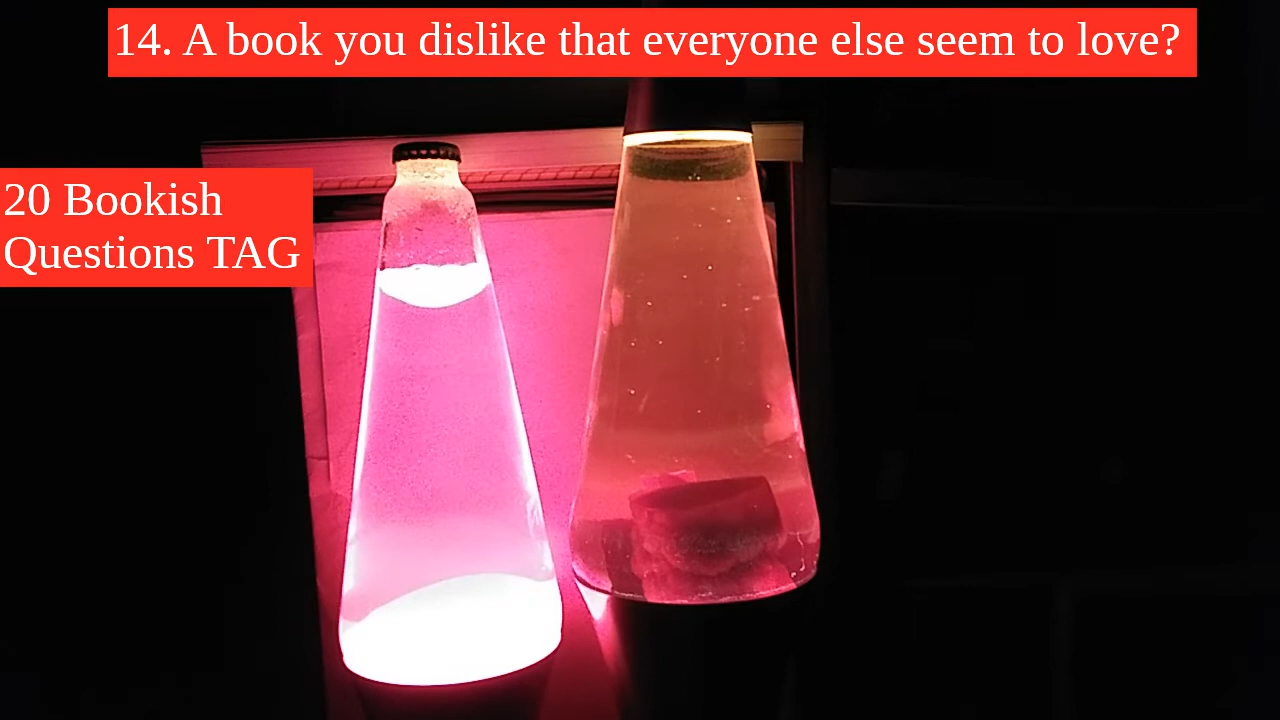 14. A book you dislike that everyone else seem to love?
20 Bookish
Questions TAG